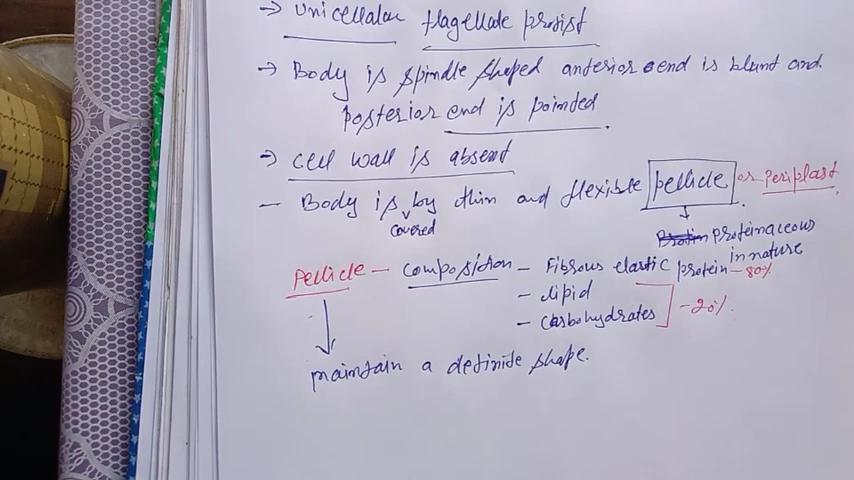 → Unicellular flagellate protist
→ Body is spindle shaped anterior end is blunt and
posterior end is pointed.
→ Cell wall is absent
- Body is covered by thin and flexible pellicle or Periplast.
↓
Protin proteinaceous
in nature
Pellicle - composition - Fibrous elastic protein - 80%
- lipid
- Carbohydrates - 20%.
↓
maintain a definite shape.